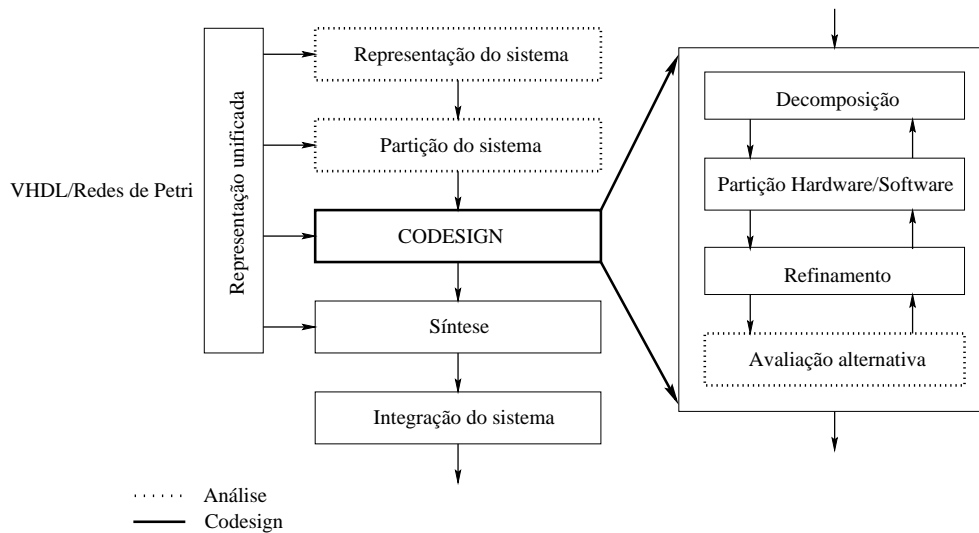 VHDL/Redes de Petri
Representação unificada
Representação do sistema
Partição do sistema
CODESIGN
Síntese
Integração do sistema
Decomposição
Partição Hardware/Software
Refinamento
Avaliação alternativa
Análise
Codesign